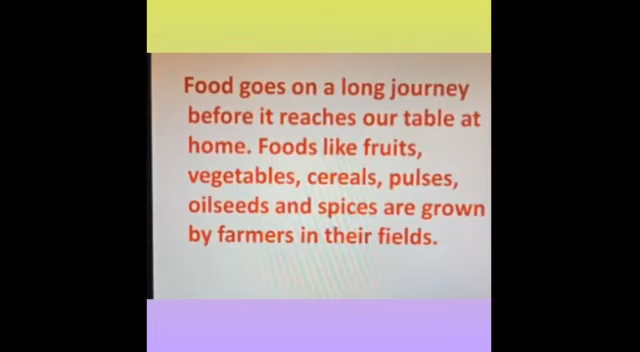 Food goes on a long journey
before it reaches our table at
home. Foods like fruits,
vegetables, cereals, pulses,
oilseeds and spices are grown
by farmers in their fields.